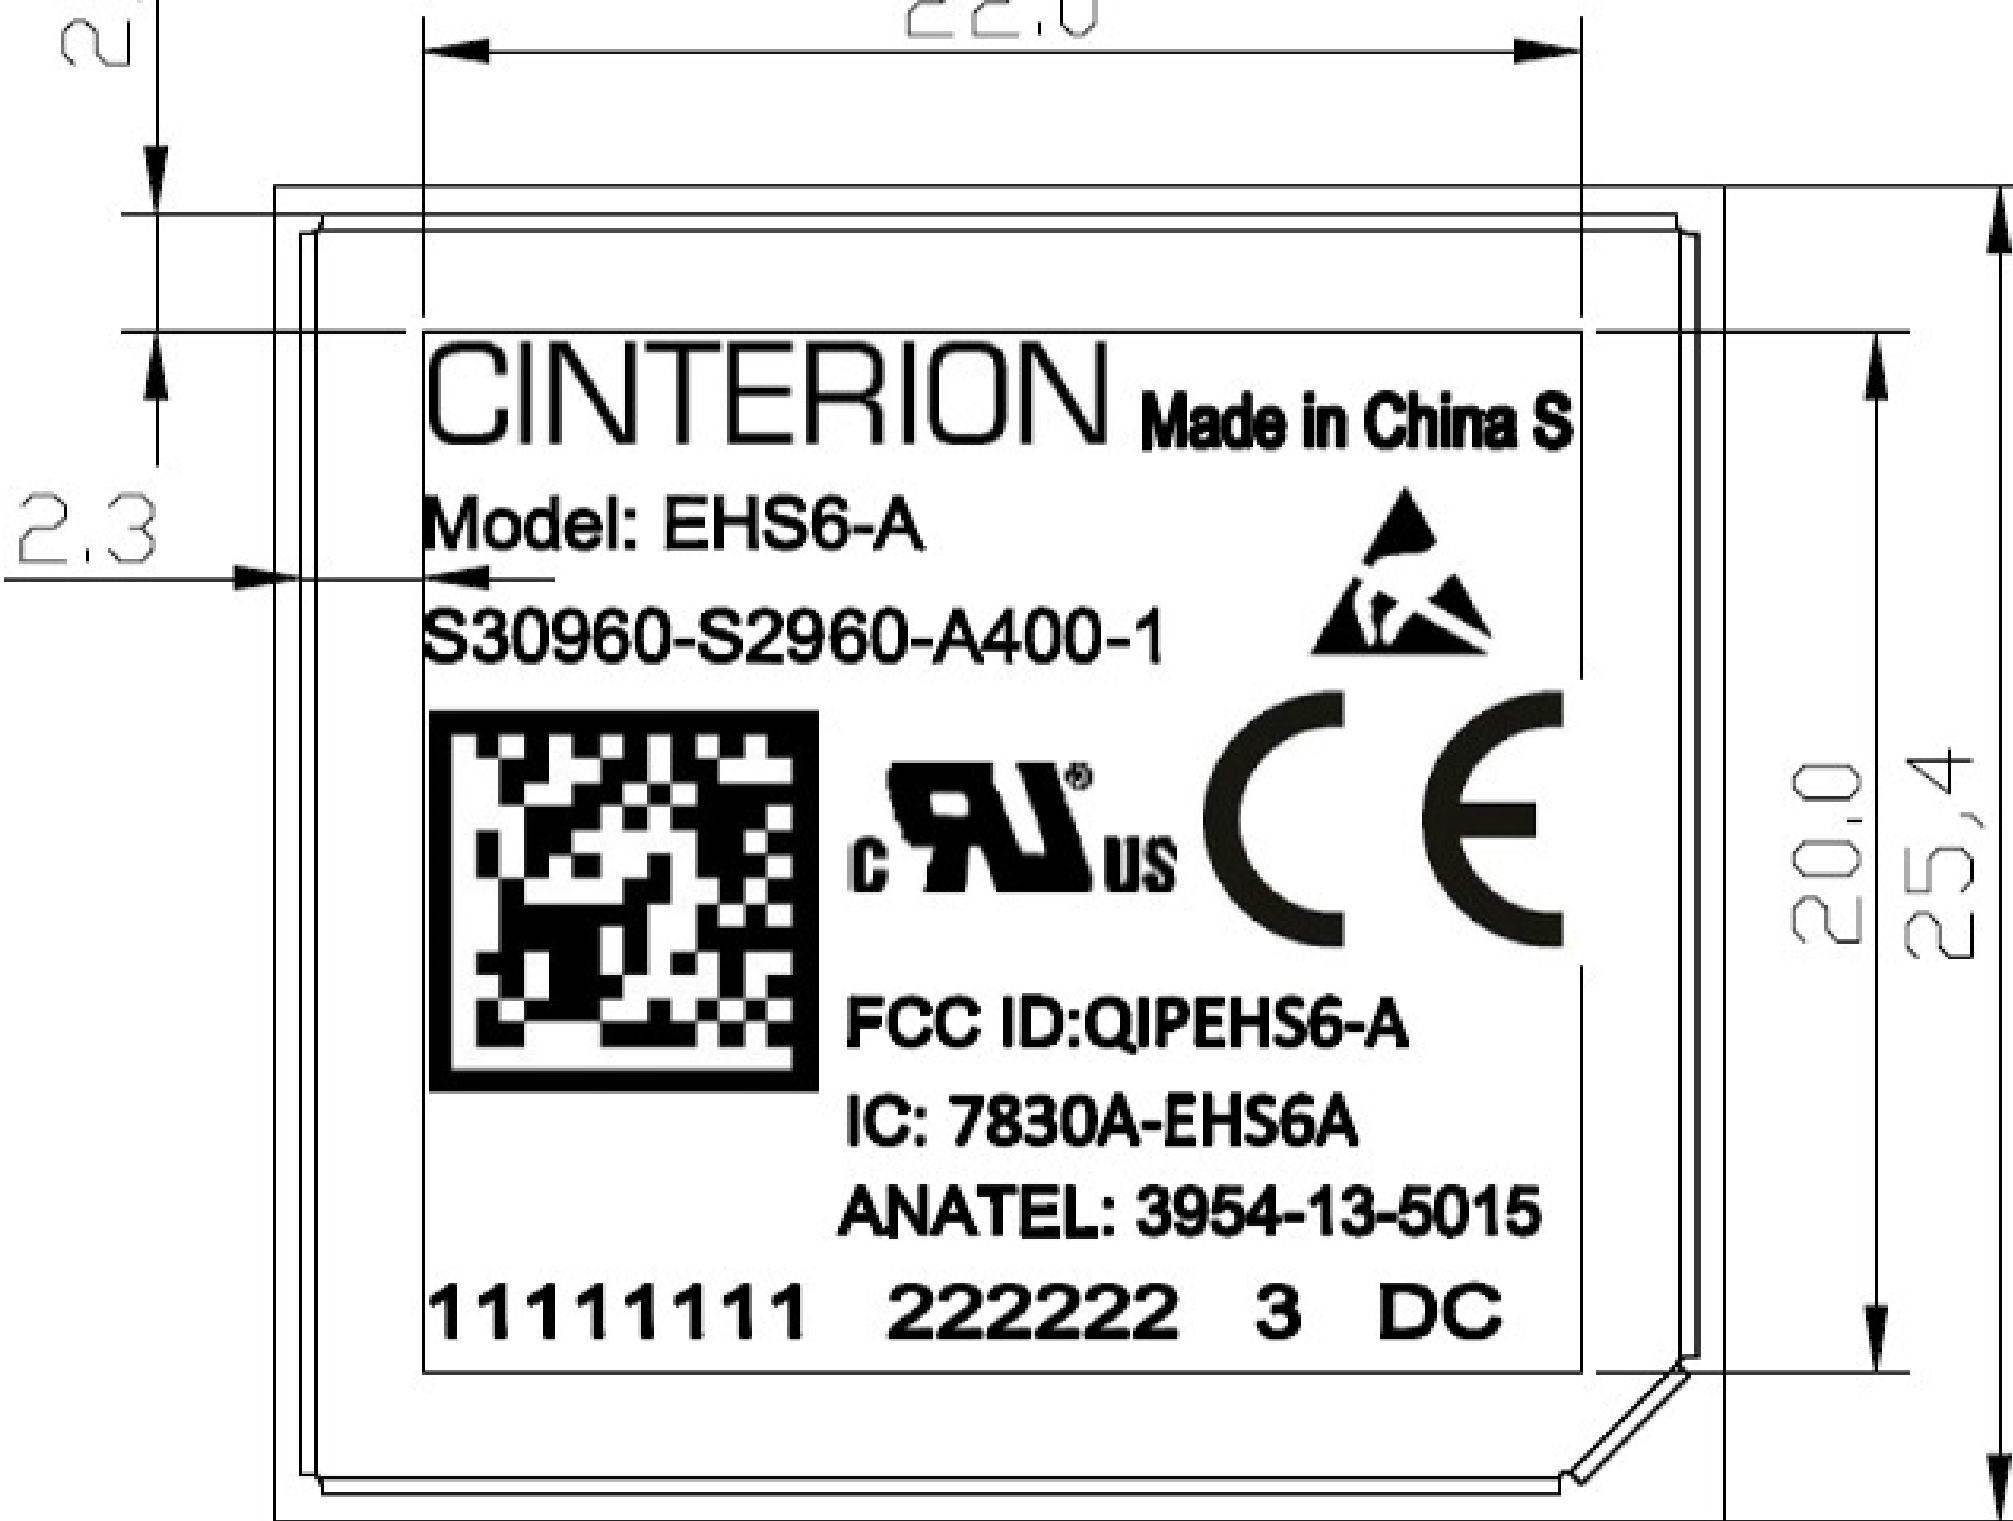 22.0
2.3
CINTERION Made in China S
Model: EHS6-A
S30960-S2960-A400-1
C RU ® US CE
20.0
25,4
FCC ID:QIPEHS6-A
IC: 7830A-EHS6A
ANATEL: 3954-13-5015
11111111 222222 3 DC